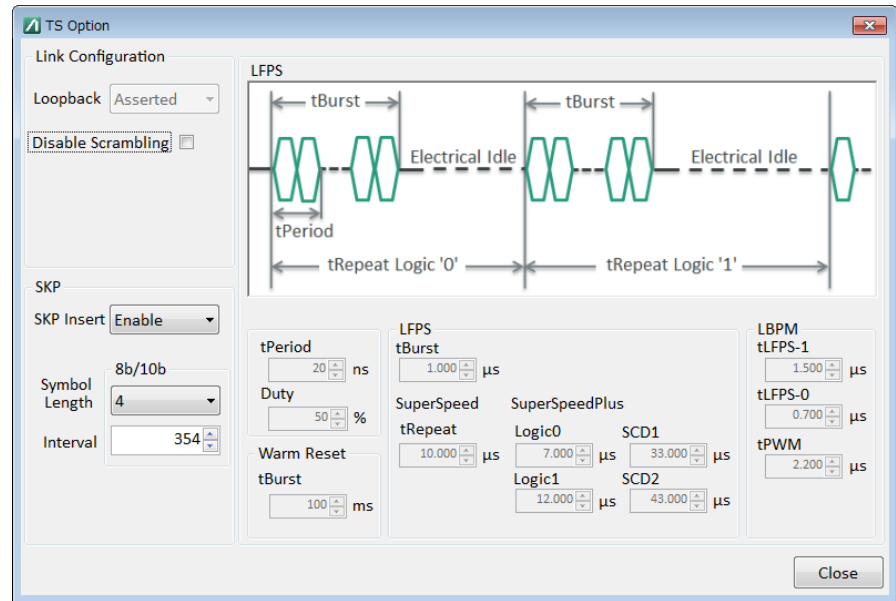 TS Option
Link Configuration
Loopback Asserted
Disable Scrambling
SKP
SKP Insert Enable
8b/10b
Symbol Length 4
Interval 354
LFPS
tBurst tBurst
Electrical Idle Electrical Idle
tPeriod
tRepeat Logic '0' tRepeat Logic '1'
tPeriod
20 ns
Duty
50 %
Warm Reset
tBurst
100 ms
LFPS
tBurst
1.000 µs
SuperSpeed SuperSpeedPlus
tRepeat Logic0 SCD1
10.000 µs 7.000 µs 33.000 µs
Logic1 SCD2
12.000 µs 43.000 µs
LBPM
tLFPS-1
1.500 µs
tLFPS-0
0.700 µs
tPWM
2.200 µs
Close